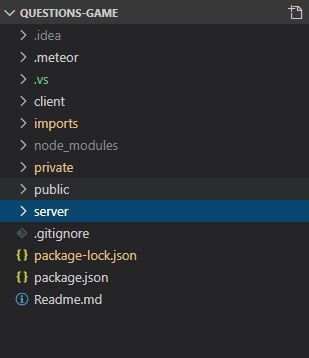 QUESTIONS-GAME
.idea
.meteor
.vs
client
imports
node_modules
private
public
server
.gitignore
{} package-lock.json
{} package.json
Readme.md